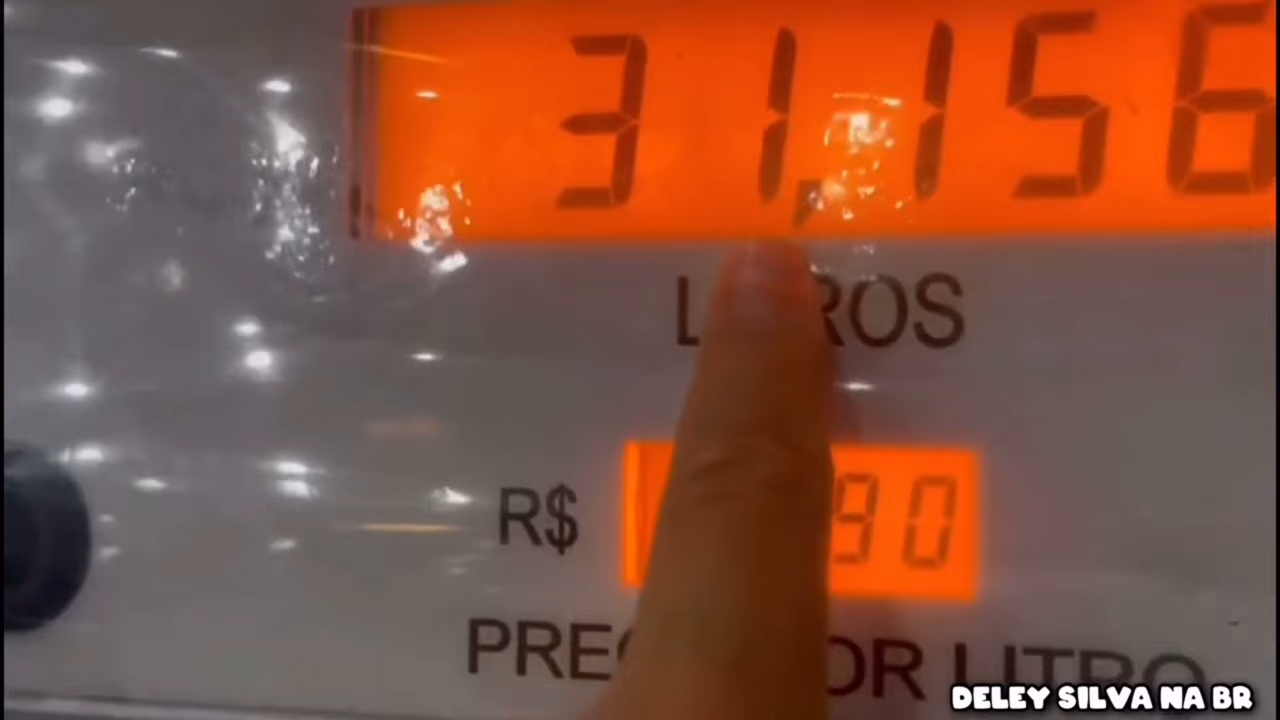 31,156
LITROS
R$ 90
PREÇO POR LITRO
DELEY SILVA NA BR